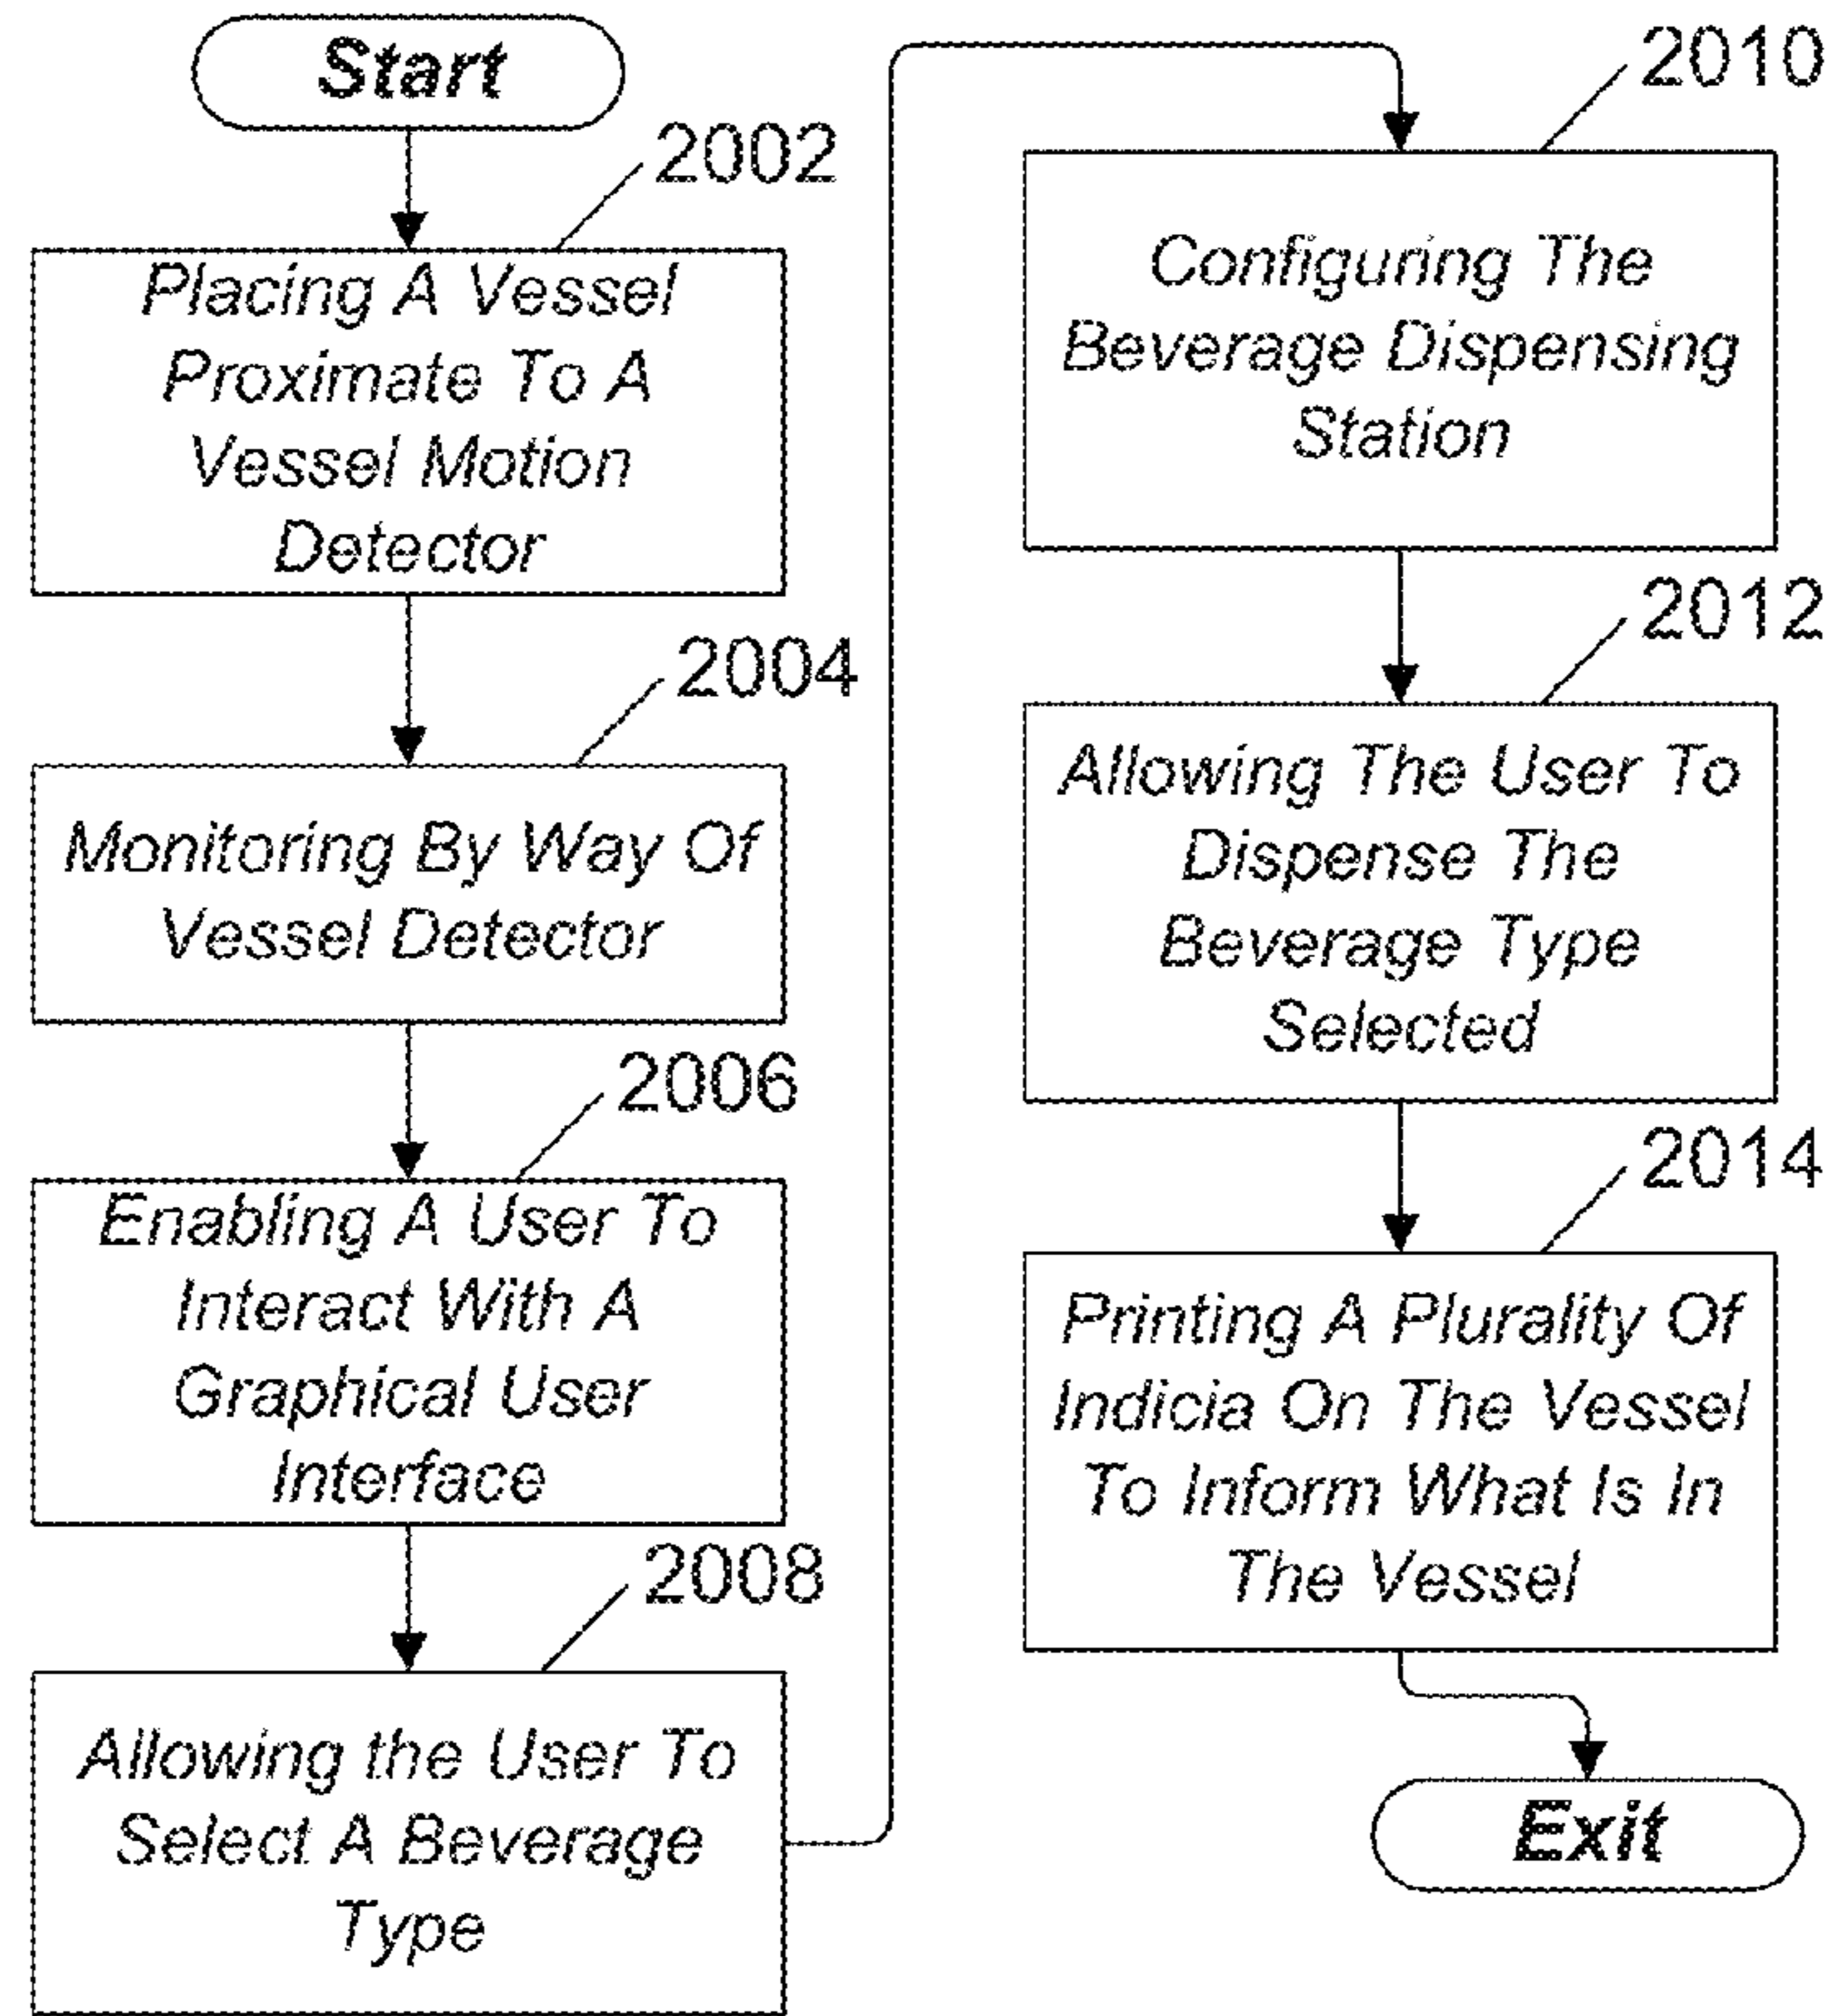 Start
2002
Placing A Vessel
Proximate To A
Vessel Motion
Detector
2004
Monitoring By Way Of
Vessel Detector
2006
Enabling A User To
Interact With A
Graphical User
Interface
2008
Allowing the User To
Select A Beverage
Type
2010
Configuring The
Beverage Dispensing
Station
2012
Allowing The User To
Dispense The
Beverage Type
Selected
2014
Printing A Plurality Of
Indicia On The Vessel
To Inform What Is In
The Vessel
Exit